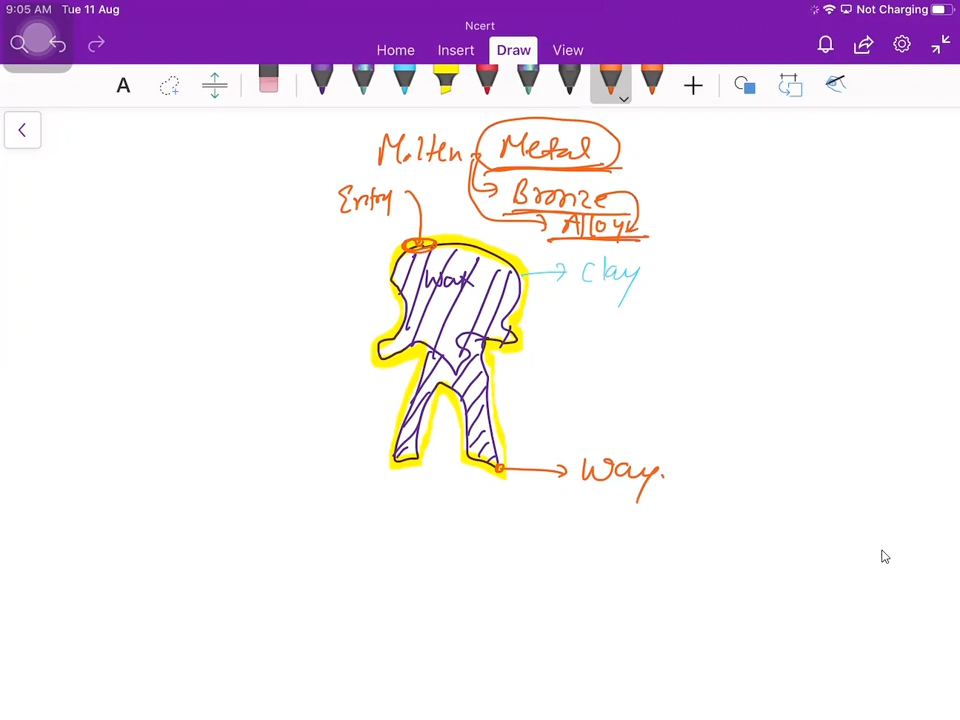 9:05 AM Tue 11 Aug
Not Charging
Ncert
Home Insert Draw View
A
Molten Metal
Bronze
Entry
Alloy
Wax
Clay
Way.